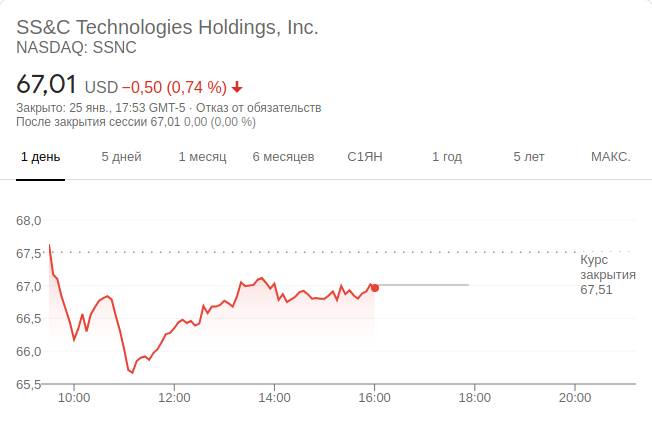 SS&C Technologies Holdings, Inc.
NASDAQ: SSNC
67,01 USD −0,50 (0,74 %)
Закрыто: 25 янв., 17:53 GMT-5 · Отказ от обязательств
После закрытия сессии 67,01 0,00 (0,00 %)
1 день 5 дней 1 месяц 6 месяцев С1ЯН 1 год 5 лет МАКС.
68,0
67,5
Курс
закрытия
67,51
67,0
66,5
66,0
65,5
10:00 12:00 14:00 16:00 18:00 20:00